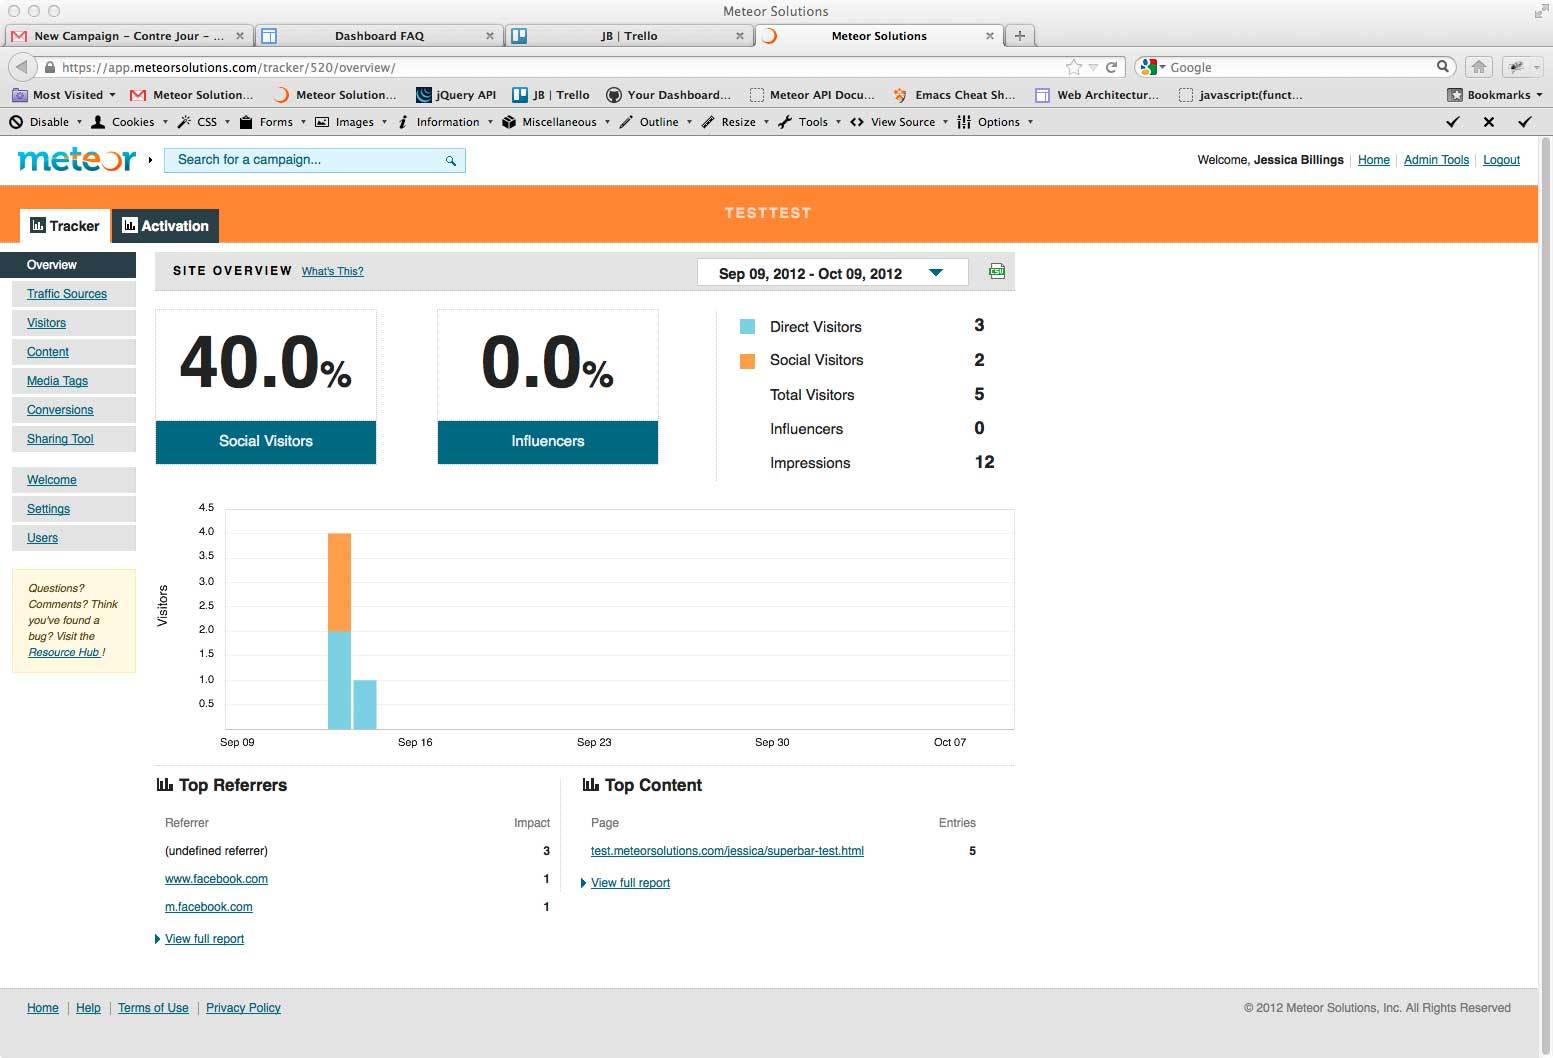 Meteor Solutions
New Campaign – Contre Jour – ...
Dashboard FAQ
JB | Trello
Meteor Solutions
https://app.meteorsolutions.com/tracker/520/overview/
Google
Most Visited
Meteor Solution...
Meteor Solution...
jQuery API
JB | Trello
Your Dashboard...
Meteor API Docu...
Emacs Cheat Sh...
Web Architectur...
javascript:(funct...
Bookmarks
Disable
Cookies
CSS
Forms
Images
Information
Miscellaneous
Outline
Resize
Tools
View Source
Options
meteor
Search for a campaign...
Welcome, Jessica Billings
Home
Admin Tools
Logout
TESTTEST
Tracker
Activation
Overview
Traffic Sources
Visitors
Content
Media Tags
Conversions
Sharing Tool
Welcome
Settings
Users
Questions?
Comments? Think
you've found a
bug? Visit the
Resource Hub !
SITE OVERVIEW What's This?
Sep 09, 2012 - Oct 09, 2012
CSV
40.0%
Social Visitors
0.0%
Influencers
Direct Visitors 3
Social Visitors 2
Total Visitors 5
Influencers 0
Impressions 12
Visitors
4.5
4.0
3.5
3.0
2.5
2.0
1.5
1.0
0.5
Sep 09 Sep 16 Sep 23 Sep 30 Oct 07
Top Referrers
Referrer Impact
(undefined referrer) 3
www.facebook.com 1
m.facebook.com 1
View full report
Top Content
Page Entries
test.meteorsolutions.com/jessica/superbar-test.html 5
View full report
Home
Help
Terms of Use
Privacy Policy
© 2012 Meteor Solutions, Inc. All Rights Reserved